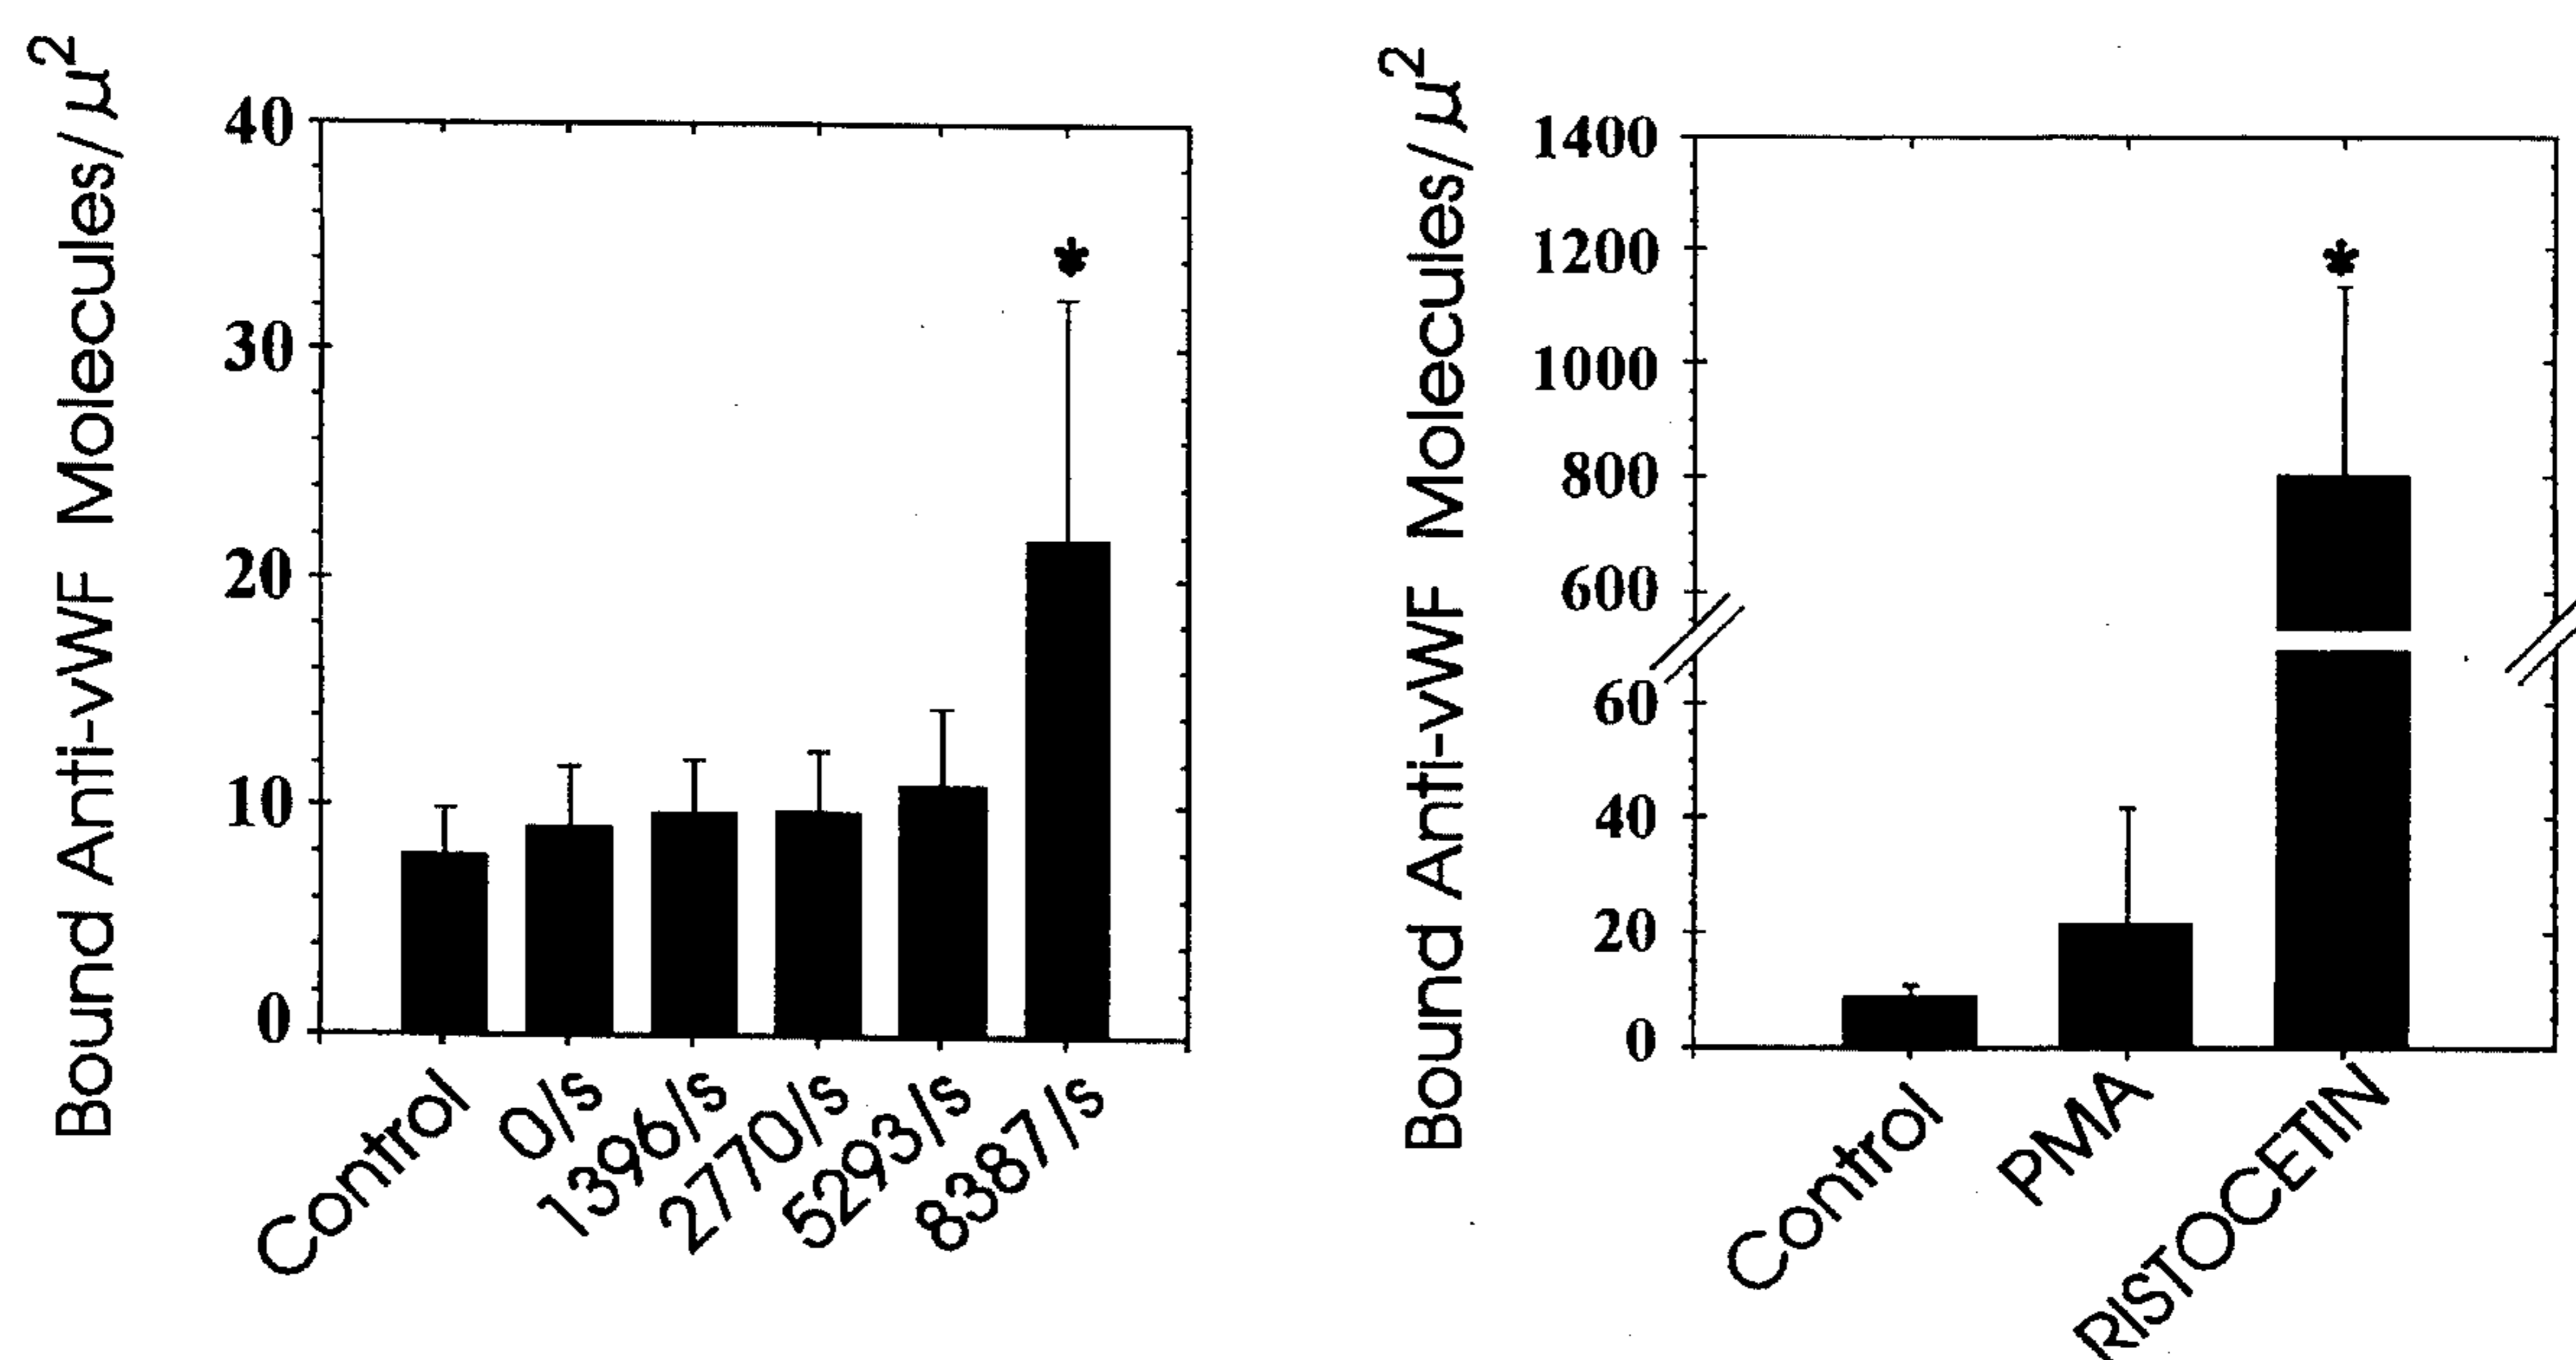 Bound Anti-vWF Molecules/μ²
40
30
20
10
0
*
Control
0/s
1396/s
2770/s
5293/s
8387/s
Bound Anti-vWF Molecules/μ²
1400
1200
1000
800
600
60
40
20
0
*
Control
PMA
RISTOCETIN